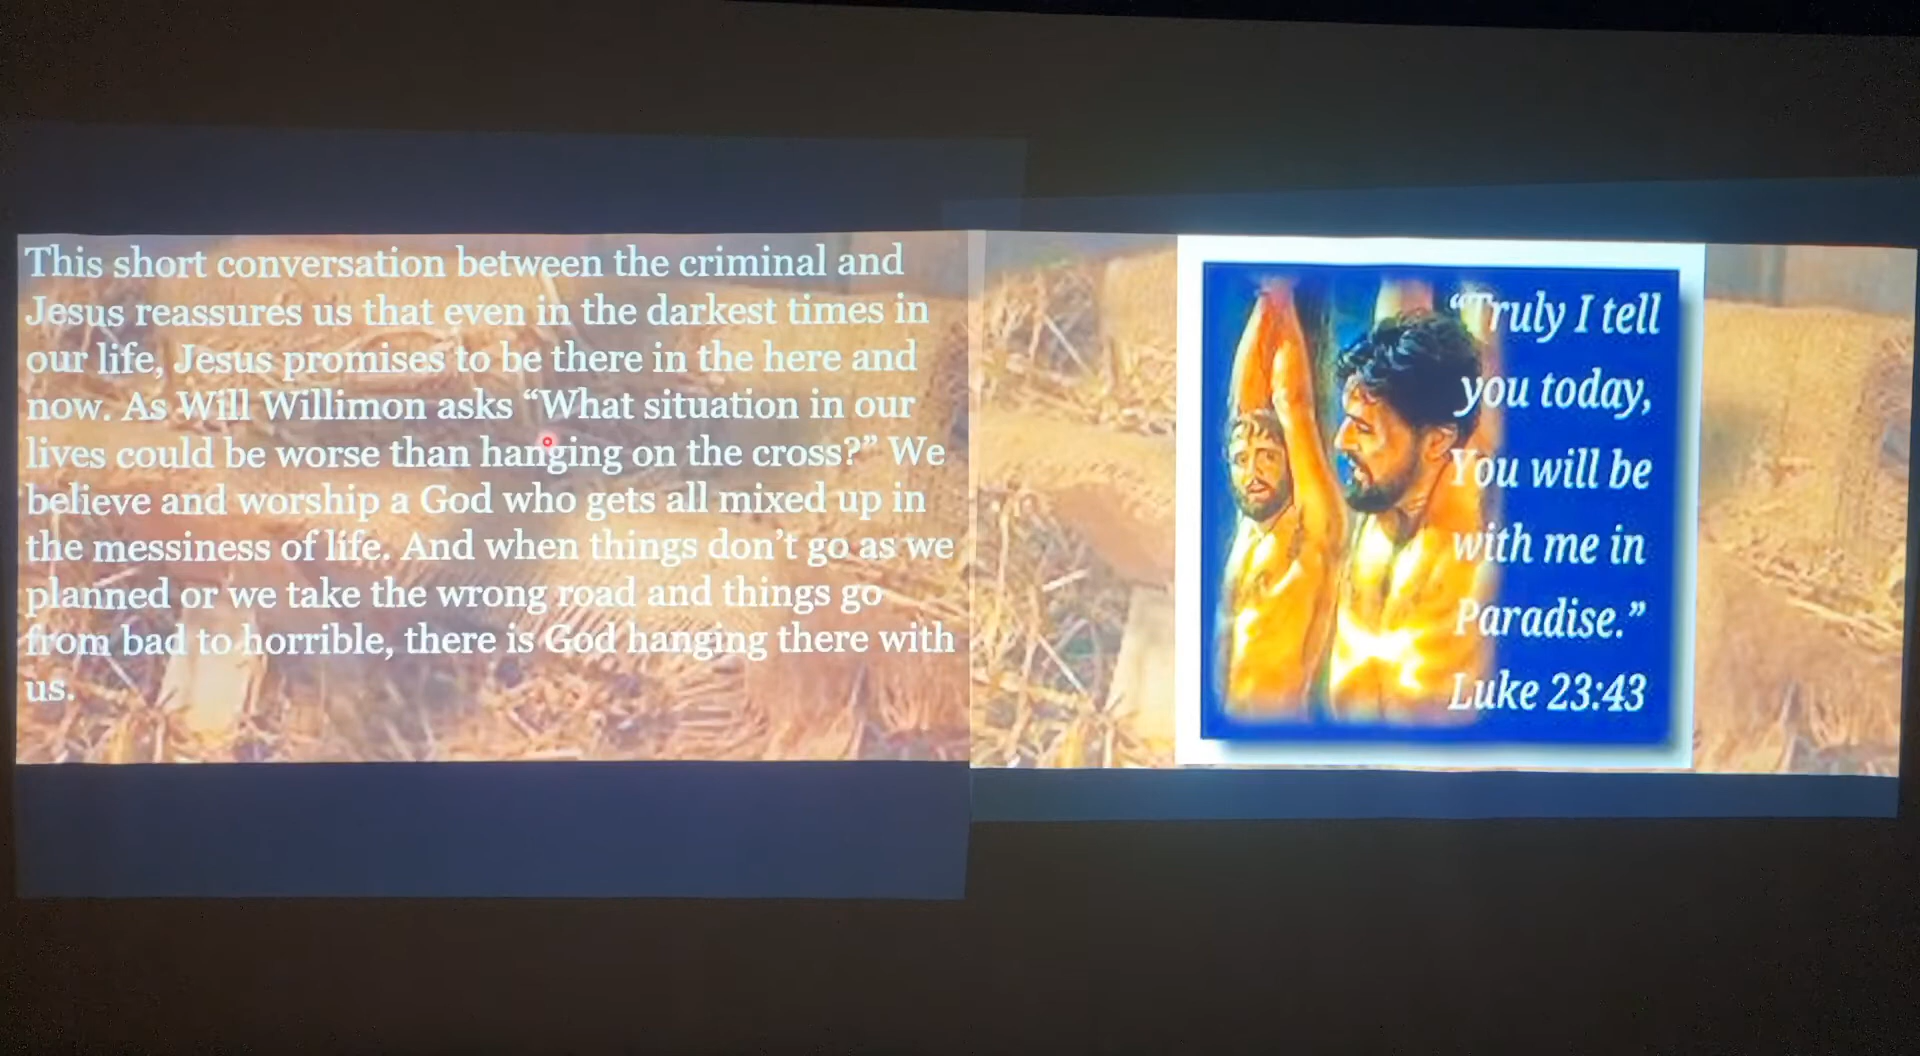 This short conversation between the criminal and
Jesus reassures us that even in the darkest times in
our life, Jesus promises to be there in the here and
now. As Will Willimon asks “What situation in our
lives could be worse than hanging on the cross?” We
believe and worship a God who gets all mixed up in
the messiness of life. And when things don’t go as we
planned or we take the wrong road and things go
from bad to horrible, there is God hanging there with
us.
“Truly I tell
you today,
You will be
with me in
Paradise.”
Luke 23:43